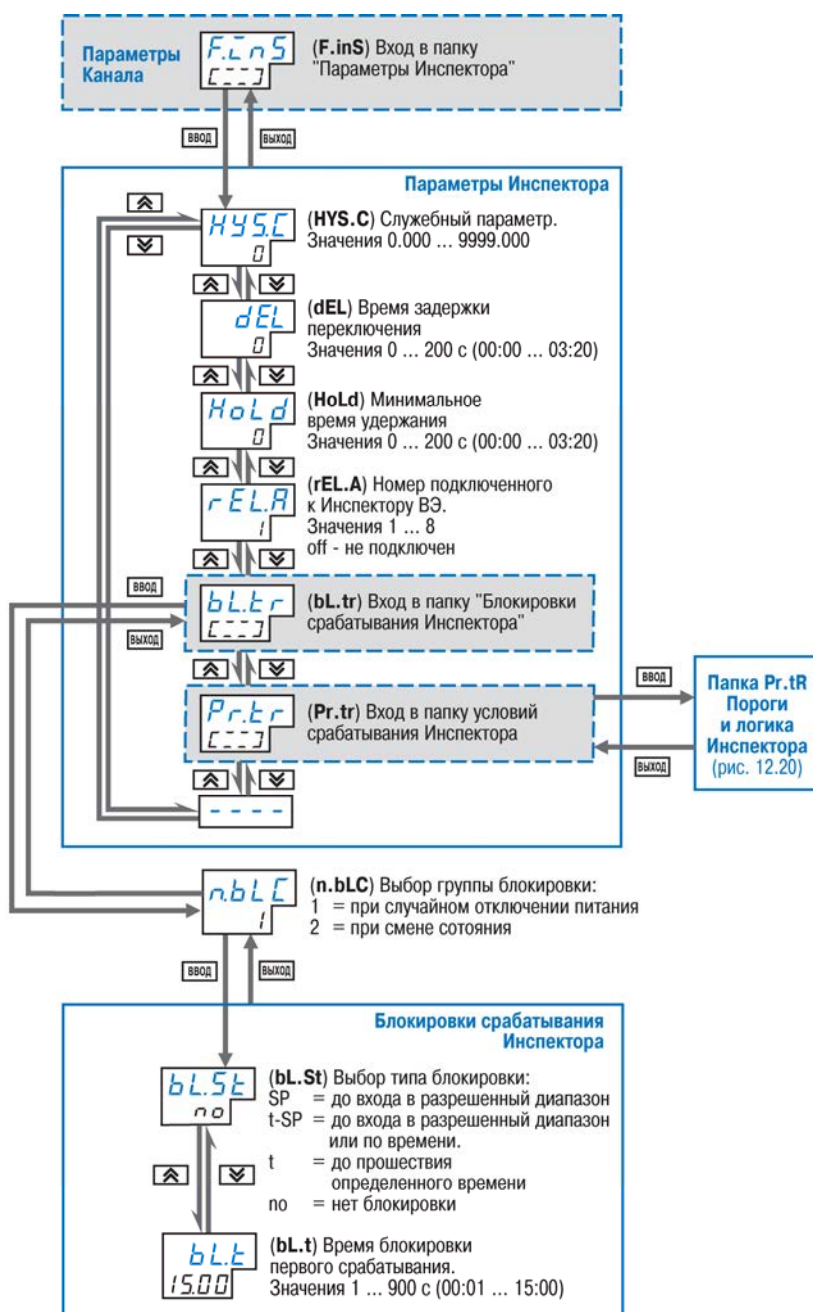 Параметры
Канала
F.inS
[---]
(F.inS) Вход в папку
"Параметры Инспектора"
ВВОД
ВЫХОД
Параметры Инспектора
HYS.C
0
(HYS.C) Служебный параметр.
Значения 0.000 ... 9999.000
dEL
0
(dEL) Время задержки
переключения
Значения 0 ... 200 с (00:00 ... 03:20)
HoLd
0
(HoLd) Минимальное
время удержания
Значения 0 ... 200 с (00:00 ... 03:20)
rEL.A
1
(rEL.A) Номер подключенного
к Инспектору ВЭ.
Значения 1 ... 8
off - не подключен
ВВОД
ВЫХОД
bL.tr
[---]
(bL.tr) Вход в папку "Блокировки
срабатывания Инспектора"
Pr.tr
[---]
(Pr.tr) Вход в папку условий
срабатывания Инспектора
ВВОД
ВЫХОД
Папка Pr.tR
Пороги
и логика
Инспектора
(рис. 12.20)
----
n.bLC
1
(n.bLC) Выбор группы блокировки:
1 = при случайном отключении питания
2 = при смене сотояния
ВВОД
ВЫХОД
Блокировки срабатывания
Инспектора
bL.St
no
(bL.St) Выбор типа блокировки:
SP = до входа в разрешенный диапазон
t-SP = до входа в разрешенный диапазон
или по времени.
t = до прошествия
определенного времени
no = нет блокировки
bL.t
15.00
(bL.t) Время блокировки
первого срабатывания.
Значения 1 ... 900 с (00:01 ... 15:00)